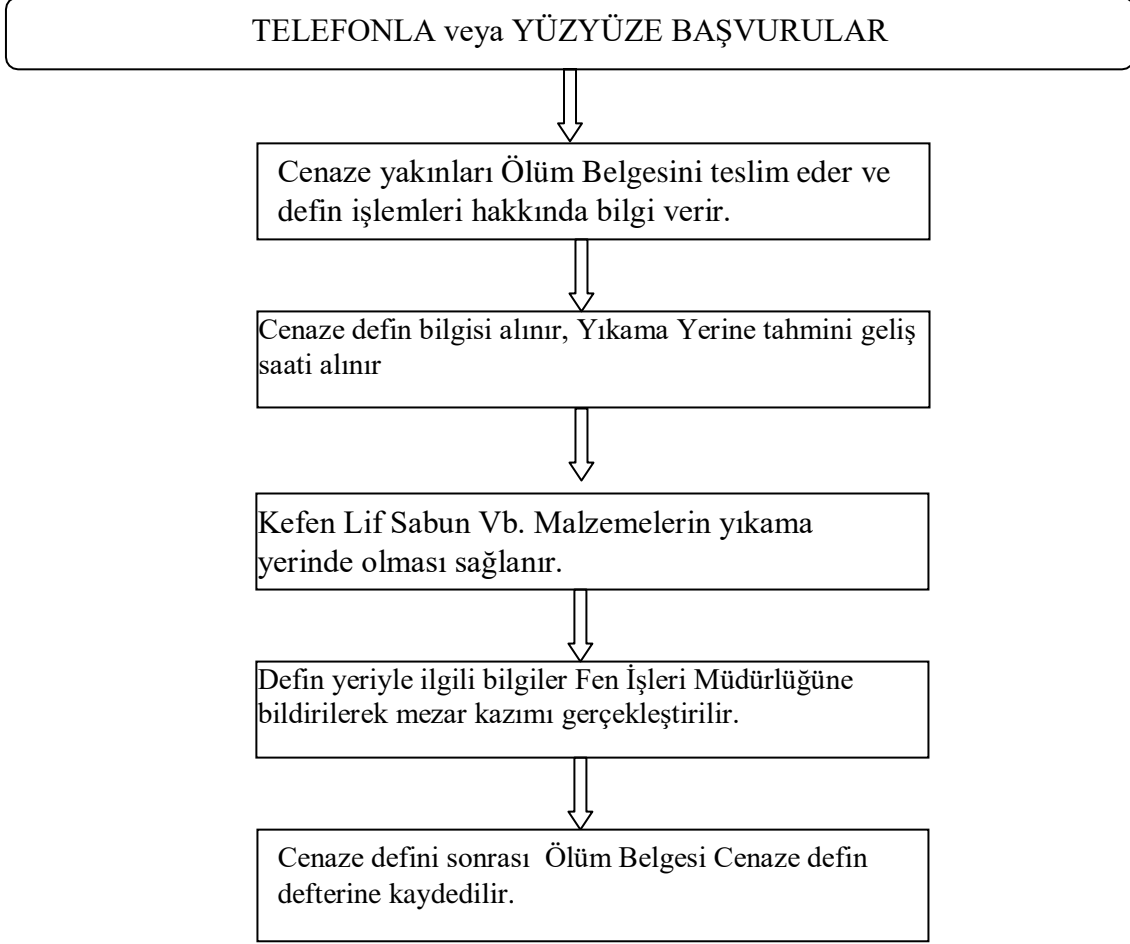 TELEFONLA veya YÜZYÜZE BAŞVURULAR
Cenaze yakınları Ölüm Belgesini teslim eder ve
defin işlemleri hakkında bilgi verir.
Cenaze defin bilgisi alınır, Yıkama Yerine tahmini geliş
saati alınır
Kefen Lif Sabun Vb. Malzemelerin yıkama
yerinde olması sağlanır.
Defin yeriyle ilgili bilgiler Fen İşleri Müdürlüğüne
bildirilerek mezar kazımı gerçekleştirilir.
Cenaze defini sonrası  Ölüm Belgesi Cenaze defin
defterine kaydedilir.